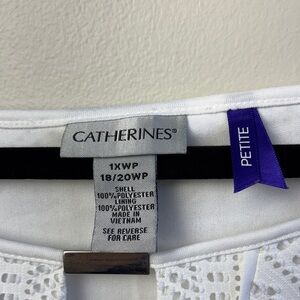 CATHERINES®
1XWP
18/20WP
SHELL
100%POLYESTER
LINING
100%POLYESTER
MADE IN
VIETNAM
SEE REVERSE
FOR CARE
PETITE